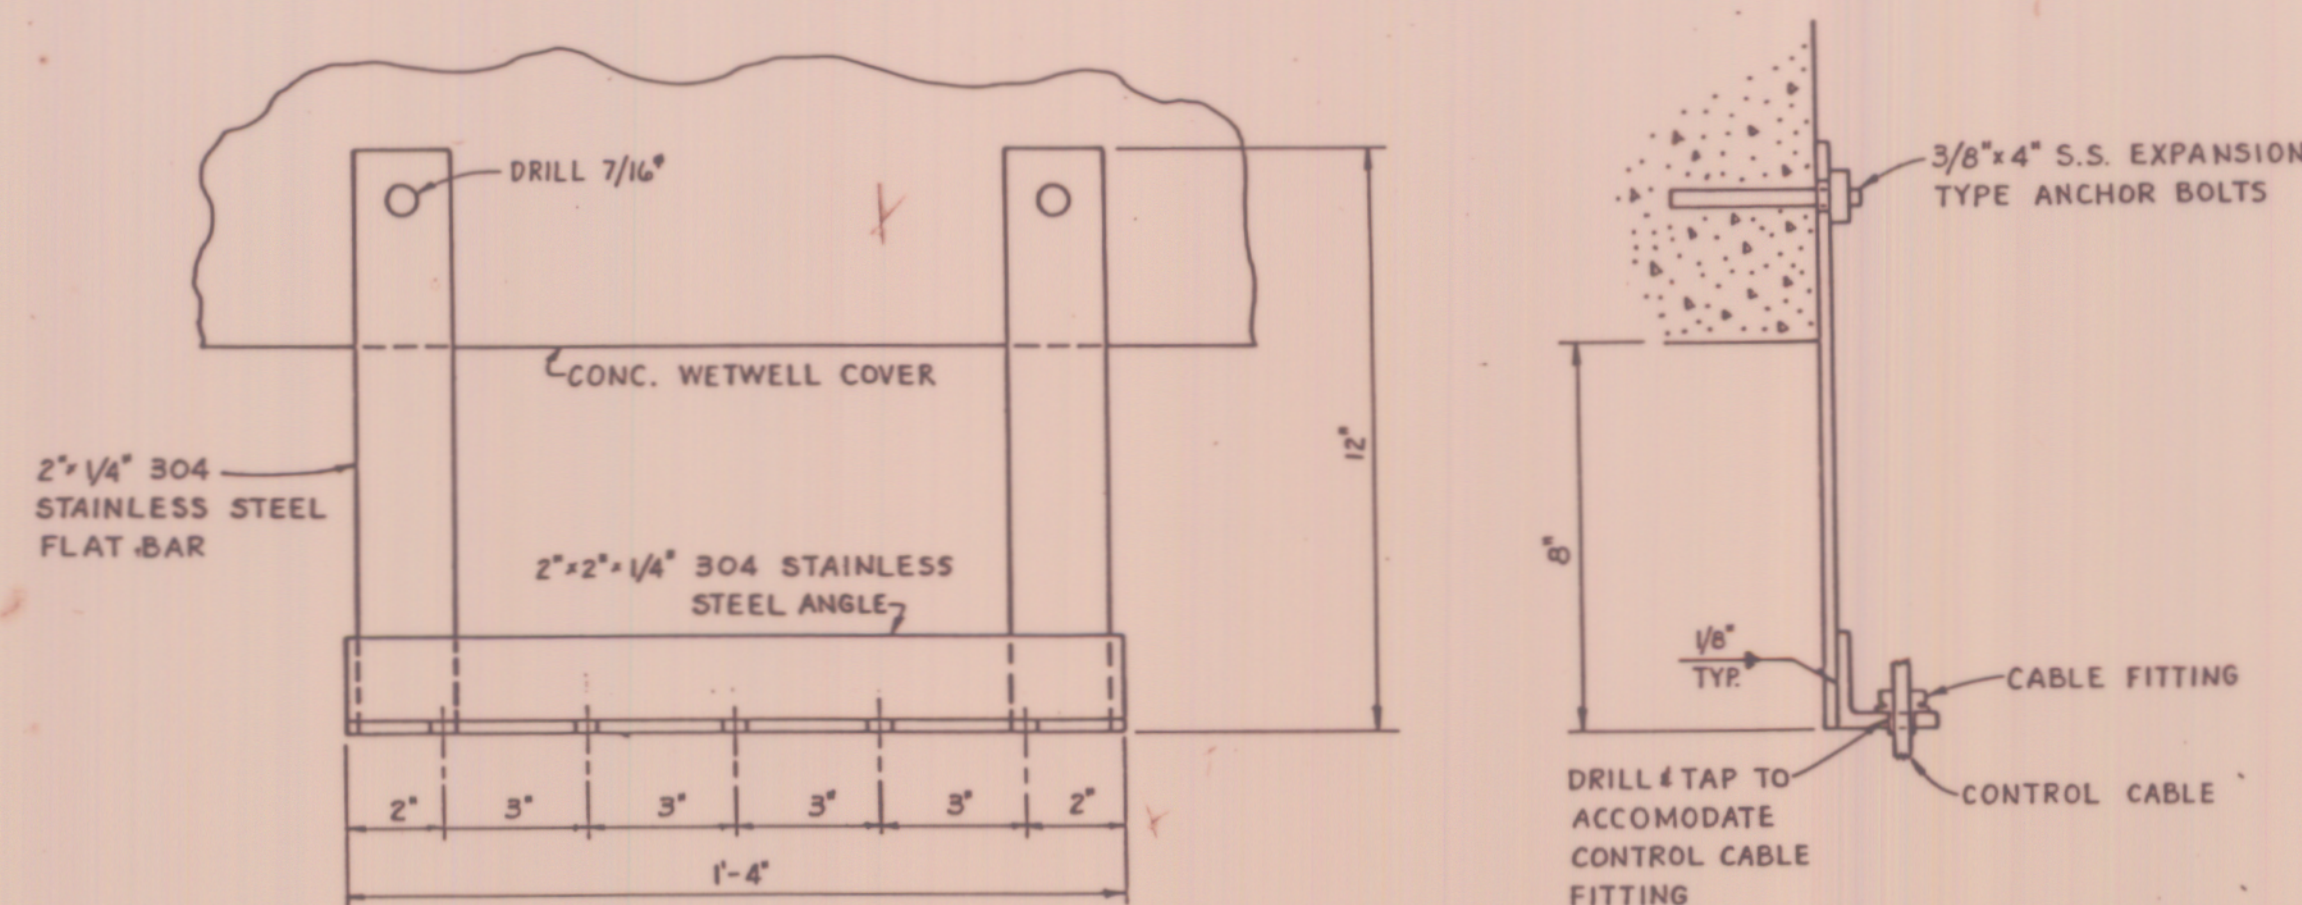 DRILL 7/16"
CONC. WETWELL COVER
12"
2"x1/4" 304
STAINLESS STEEL
FLAT BAR
2"x2"x1/4" 304 STAINLESS
STEEL ANGLE
2" 3" 3" 3" 3" 2"
1'-4"
3/8"x4" S.S. EXPANSION
TYPE ANCHOR BOLTS
8"
1/8"
TYP.
CABLE FITTING
DRILL & TAP TO
ACCOMODATE
CONTROL CABLE
FITTING
CONTROL CABLE